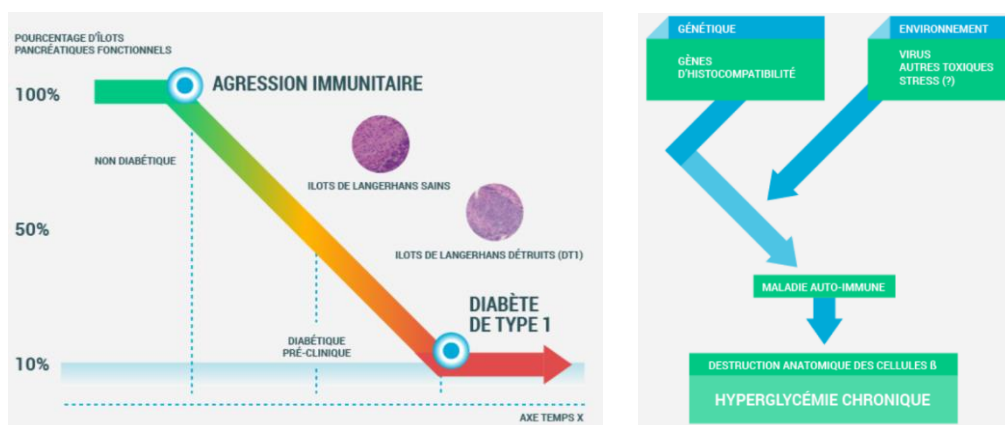 POURCENTAGE D'ÎLOTS
PANCRÉATIQUES FONCTIONNELS
100%
AGRESSION IMMUNITAIRE
NON DIABÉTIQUE
ILOTS DE LANGERHANS SAINS
50%
ILOTS DE LANGERHANS DÉTRUITS (DT1)
DIABÈTE
DE TYPE 1
DIABÉTIQUE
PRÉ-CLINIQUE
10%
AXE TEMPS X
GÉNÉTIQUE
GÈNES
D'HISTOCOMPATIBILITÉ
ENVIRONNEMENT
VIRUS
AUTRES TOXIQUES
STRESS (?)
MALADIE AUTO-IMMUNE
DESTRUCTION ANATOMIQUE DES CELLULES ß
HYPERGLYCÉMIE CHRONIQUE